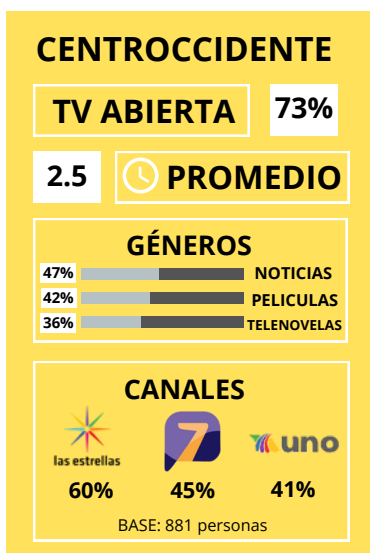 CENTROCCIDENTE
TV ABIERTA 73%
2.5 PROMEDIO
GÉNEROS
47% NOTICIAS
42% PELICULAS
36% TELENOVELAS
CANALES
las estrellas 7 uno
60% 45% 41%
BASE: 881 personas